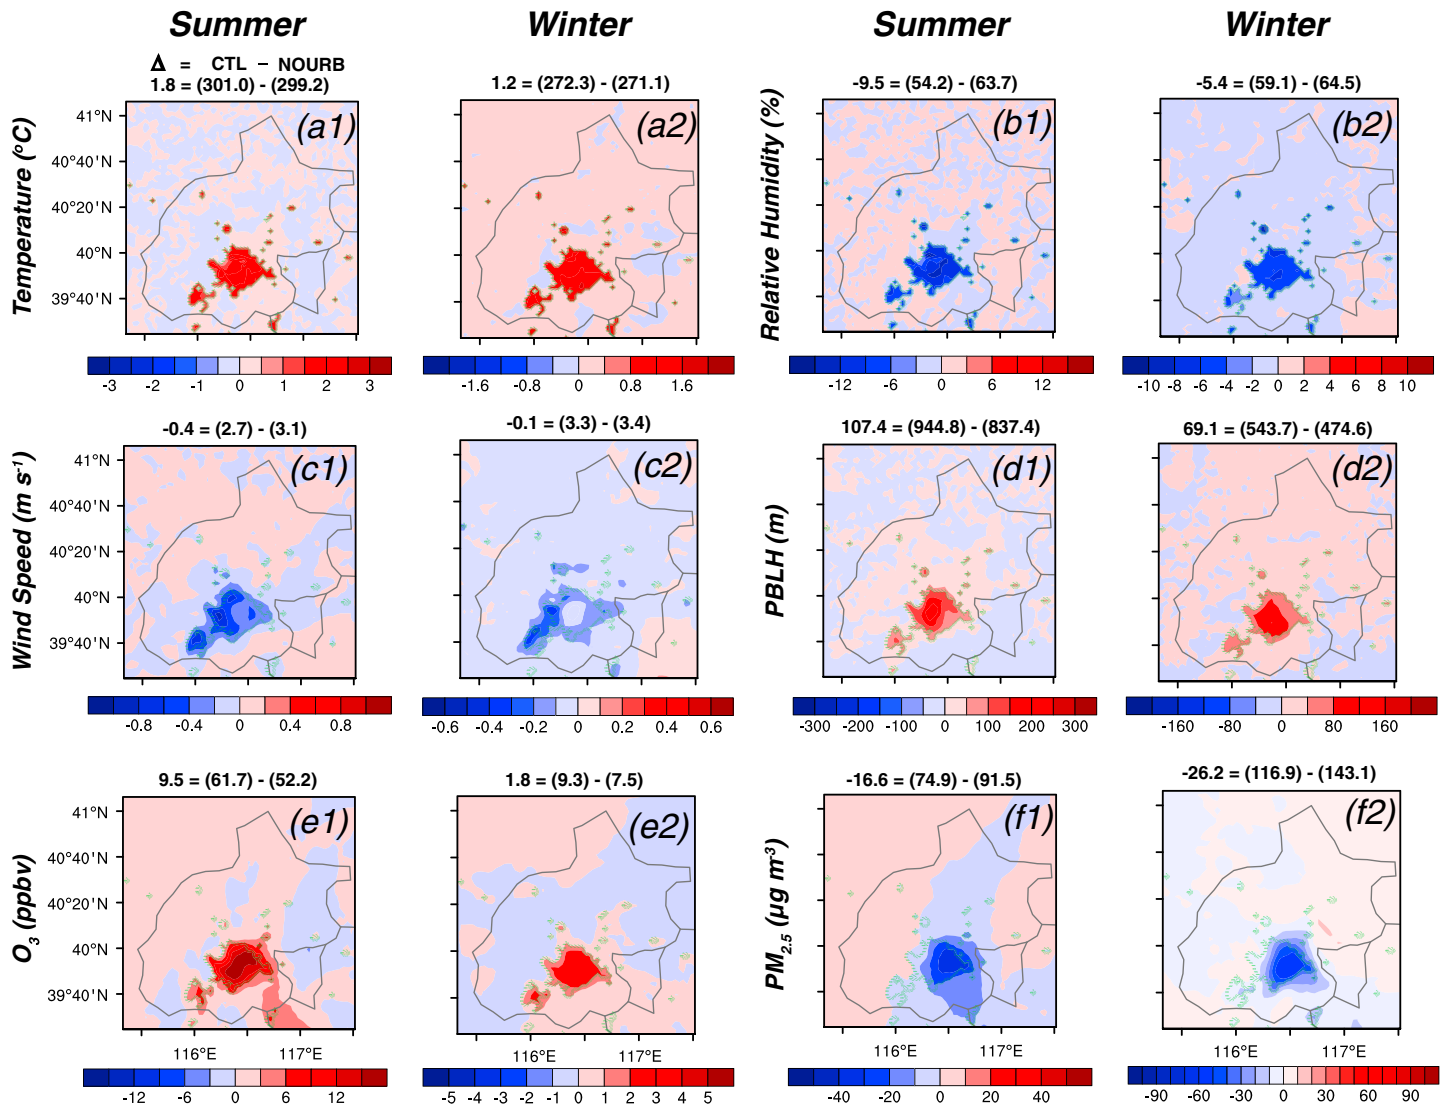 Summer Winter Summer Winter
Δ = CTL − NOURB
1.8 = (301.0) - (299.2) 1.2 = (272.3) - (271.1) -9.5 = (54.2) - (63.7) -5.4 = (59.1) - (64.5)
Temperature (°C) Relative Humidity (%)
(a1) (a2) (b1) (b2)
41°N
40°40'N
40°20'N
40°N
39°40'N
-3 -2 -1 0 1 2 3
-1.6 -0.8 0 0.8 1.6
-12 -6 0 6 12
-10 -8 -6 -4 -2 0 2 4 6 8 10
-0.4 = (2.7) - (3.1) -0.1 = (3.3) - (3.4) 107.4 = (944.8) - (837.4) 69.1 = (543.7) - (474.6)
Wind Speed (m s⁻¹) PBLH (m)
(c1) (c2) (d1) (d2)
41°N
40°40'N
40°20'N
40°N
39°40'N
-0.8 -0.4 0 0.4 0.8
-0.6 -0.4 -0.2 0 0.2 0.4 0.6
-300 -200 -100 0 100 200 300
-160 -80 0 80 160
9.5 = (61.7) - (52.2) 1.8 = (9.3) - (7.5) -16.6 = (74.9) - (91.5) -26.2 = (116.9) - (143.1)
O₃ (ppbv) PM₂.₅ (μg m⁻³)
(e1) (e2) (f1) (f2)
41°N
40°40'N
40°20'N
40°N
39°40'N
116°E 117°E 116°E 117°E 116°E 117°E 116°E 117°E
-12 -6 0 6 12
-5 -4 -3 -2 -1 0 1 2 3 4 5
-40 -20 0 20 40
-90 -60 -30 0 30 60 90